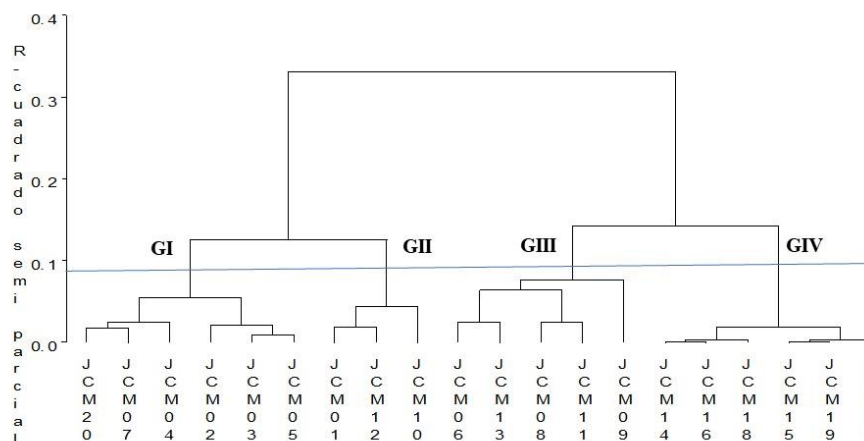 R-cuadrado semi parcial
0.4
0.3
0.2
0.1
0.0
GI
GII
GIII
GIV
JCM20
JCM07
JCM04
JCM02
JCM03
JCM05
JCM01
JCM12
JCM10
JCM06
JCM13
JCM08
JCM11
JCM09
JCM14
JCM16
JCM18
JCM15
JCM19